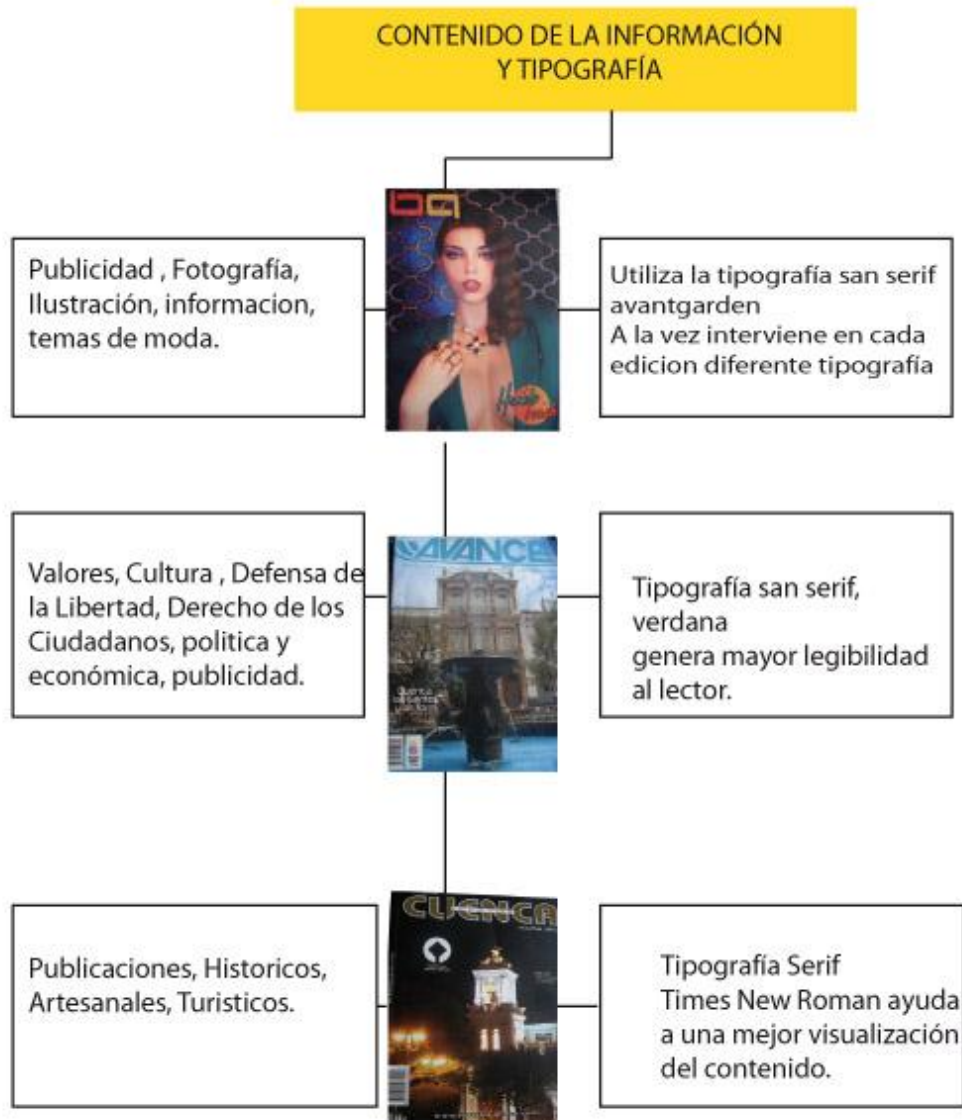 CONTENIDO DE LA INFORMACIÓN
Y TIPOGRAFÍA
bg
Publicidad , Fotografía,
Ilustración, informacion,
temas de moda.
Utiliza la tipografía san serif
avantgarden
A la vez interviene en cada
edicion diferente tipografía
AVANCE
Valores, Cultura , Defensa de
la Libertad, Derecho de los
Ciudadanos, politica y
económica, publicidad.
Tipografía san serif,
verdana
genera mayor legibilidad
al lector.
CUENCA
Publicaciones, Historicos,
Artesanales, Turisticos.
Tipografía Serif
Times New Roman ayuda
a una mejor visualización
del contenido.